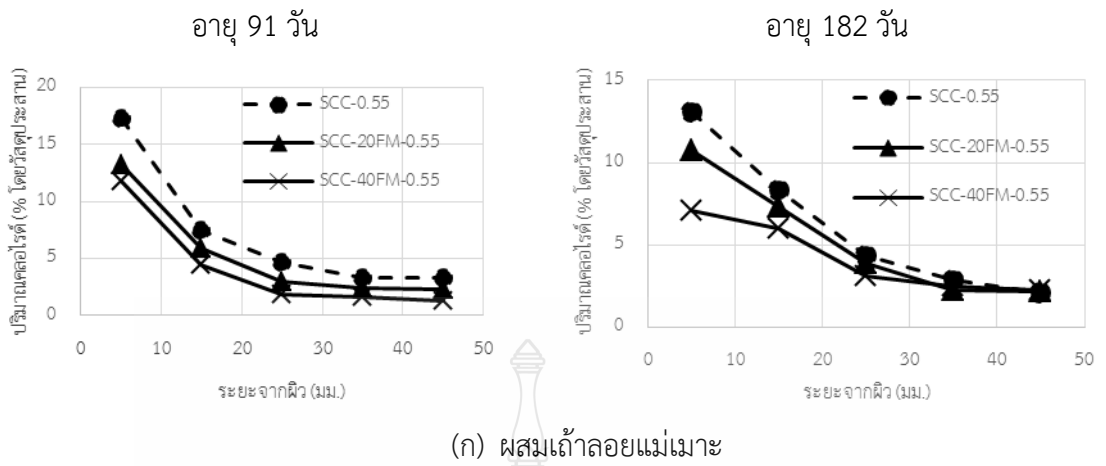 อายุ 91 วัน
ปริมาณคลอไรด์ (% โดยวัสดุประสาน)
20
15
10
5
0
SCC-0.55
SCC-20FM-0.55
SCC-40FM-0.55
0 10 20 30 40 50
ระยะจากผิว (มม.)
อายุ 182 วัน
ปริมาณคลอไรด์ (% โดยวัสดุประสาน)
15
10
5
0
SCC-0.55
SCC-20FM-0.55
SCC-40FM-0.55
0 10 20 30 40 50
ระยะจากผิว (มม.)
(ก) ผสมเถ้าลอยแม่เมาะ